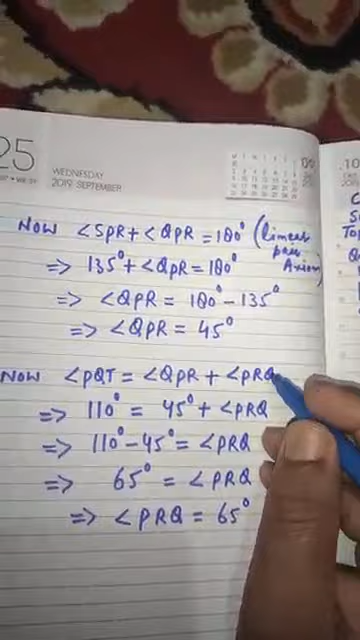 25
WEDNESDAY
2019 SEPTEMBER
09
Now ∠SPR + ∠QPR = 180° (linear
pair
Axiom)
=> 135° + ∠QPR = 180°
=> ∠QPR = 180° - 135°
=> ∠QPR = 45°
Now ∠PQT = ∠QPR + ∠PRQ
=> 110° = 45° + ∠PRQ
=> 110° - 45° = ∠PRQ
=> 65° = ∠PRQ
=> ∠PRQ = 65°